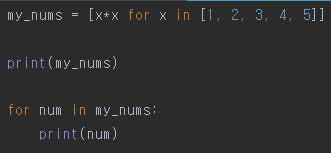 my_nums = [x*x for x in [1, 2, 3, 4, 5]]
print(my_nums)
for num in my_nums:
    print(num)